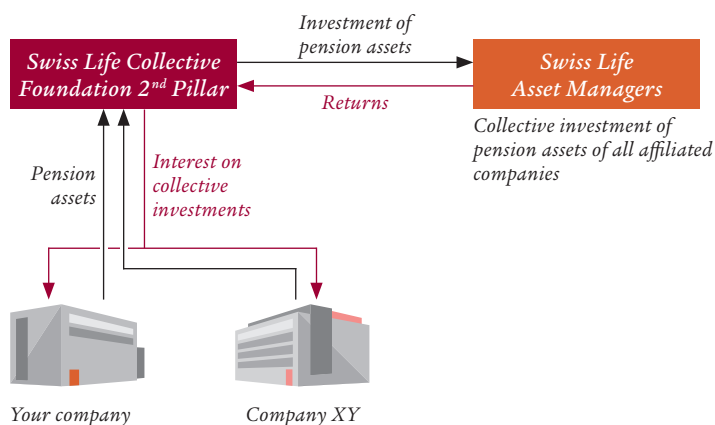 Investment of
pension assets
Swiss Life Collective
Foundation 2nd Pillar
Swiss Life
Asset Managers
Returns
Collective investment of
pension assets of all affiliated
companies
Pension
assets
Interest on
collective
investments
Your company
Company XY